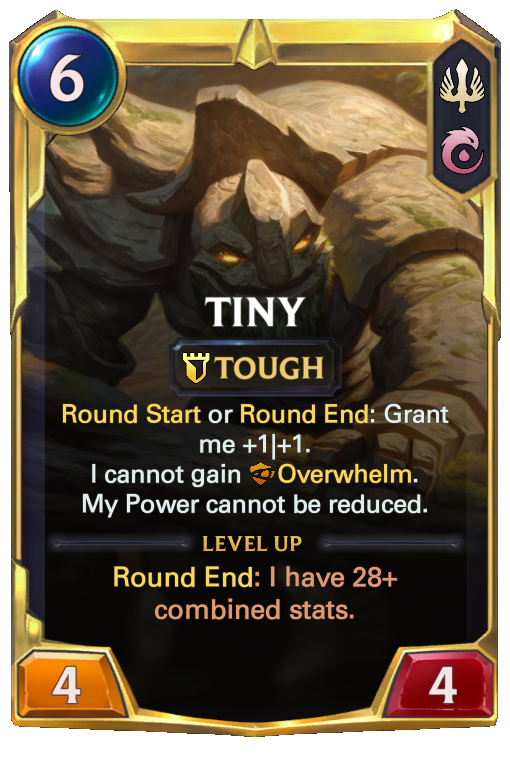 6
TINY
TOUGH
Round Start or Round End: Grant
me +1|+1.
I cannot gain Overwhelm.
My Power cannot be reduced.
LEVEL UP
Round End: I have 28+
combined stats.
4
4